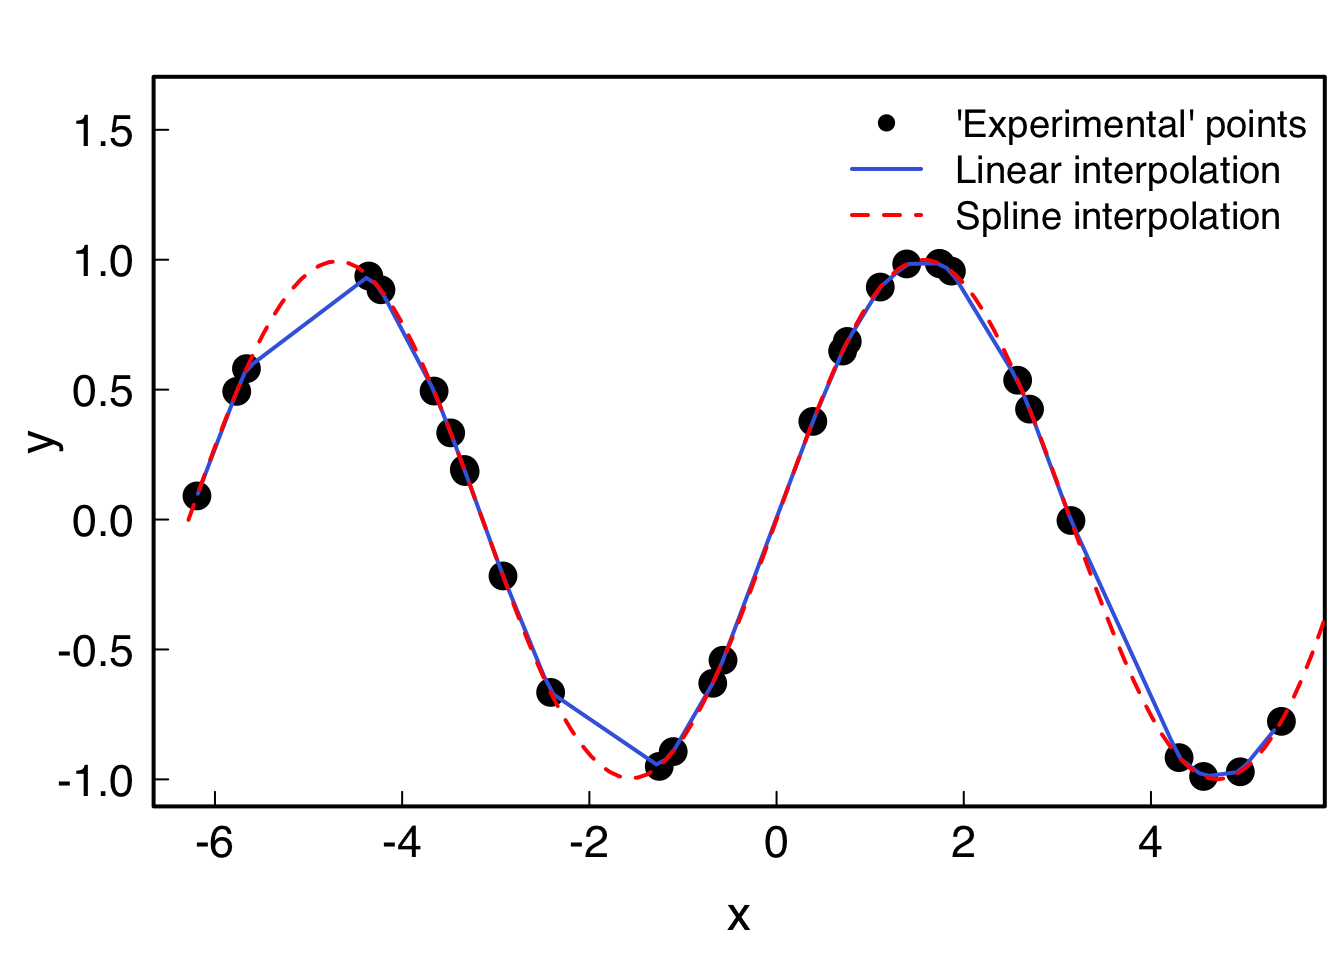 'Experimental' points
Linear interpolation
Spline interpolation
1.5
1.0
0.5
0.0
-0.5
-1.0
y
-6 -4 -2 0 2 4
x